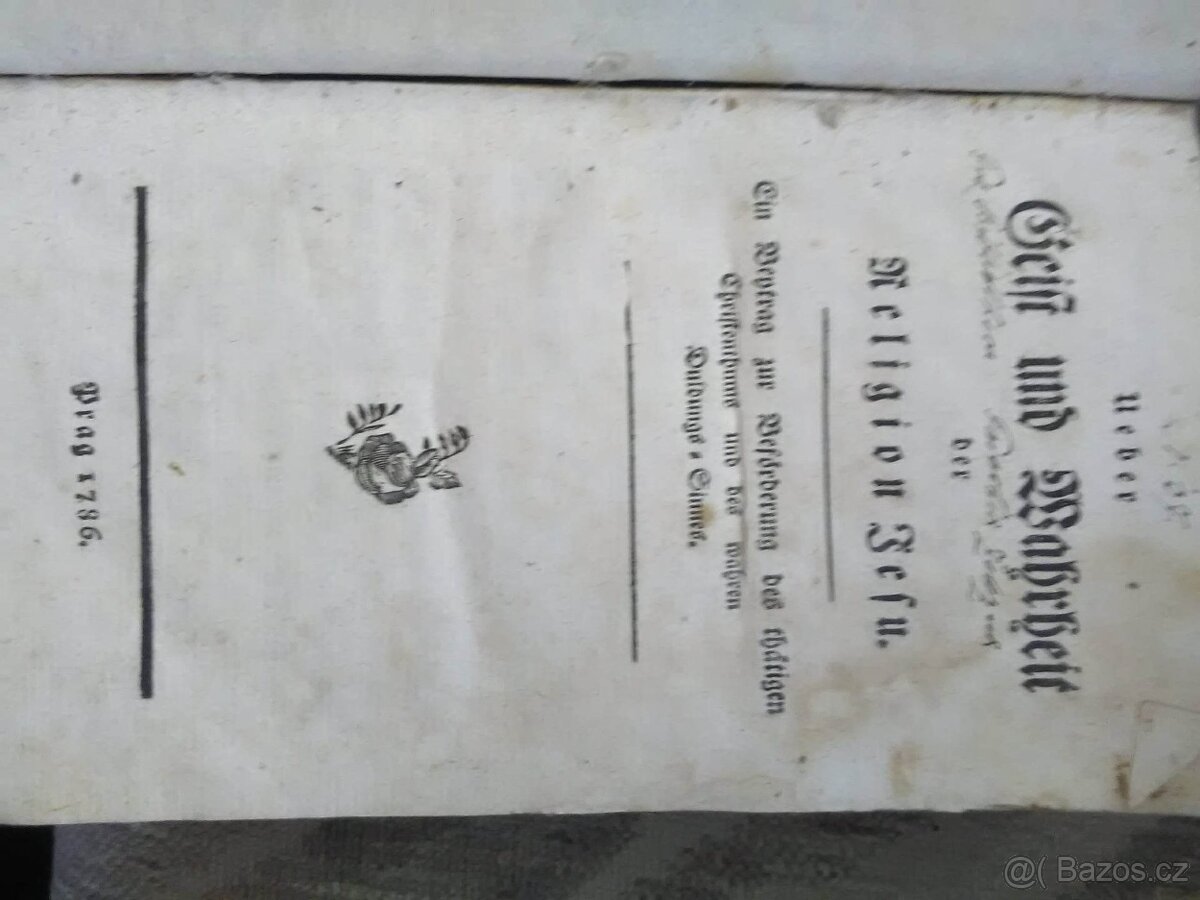 Ueber
Geist und Wahrheit
der
Religion Jesu.
Ein Beytrag zur Beförderung des thätigen
Christenthums und des wahren
Duldungs-Sinnes.
Prag 1786.
@( Bazos.cz